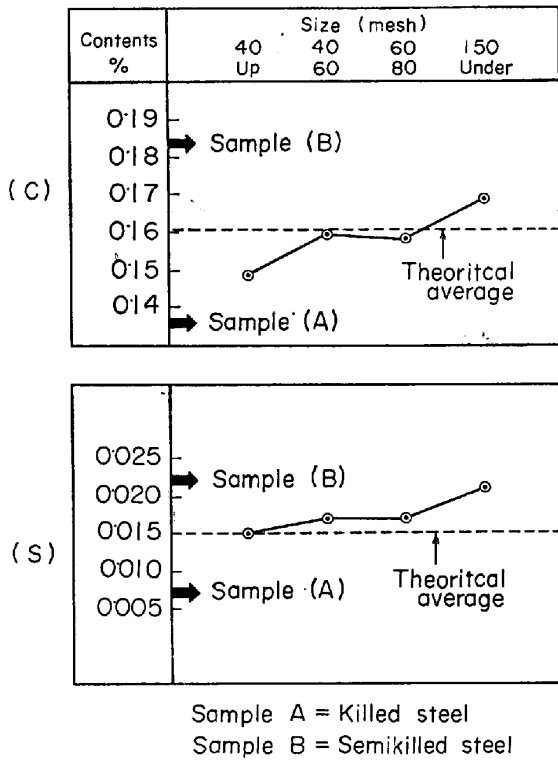 Contents
%
Size (mesh)
40 40 60 150
Up 60 80 Under
(C)
0.19
0.18
0.17
0.16
0.15
0.14
Sample (B)
Theoritcal
average
Sample (A)
(S)
0.025
0.020
0.015
0.010
0.005
Sample (B)
Theoritcal
average
Sample (A)
Sample A = Killed steel
Sample B = Semikilled steel